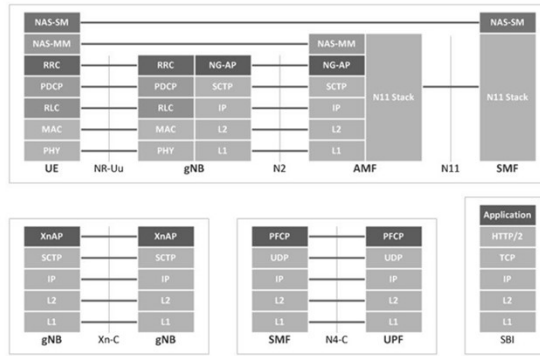 NAS-SM NAS-SM
NAS-MM NAS-MM
RRC RRC NG-AP NG-AP
PDCP PDCP SCTP SCTP
N11 Stack N11 Stack
RLC RLC IP IP
MAC MAC L2 L2
PHY PHY L1 L1
UE NR-Uu gNB N2 AMF N11 SMF
XnAP XnAP
SCTP SCTP
IP IP
L2 L2
L1 L1
gNB Xn-C gNB
PFCP PFCP
UDP UDP
IP IP
L2 L2
L1 L1
SMF N4-C UPF
Application
HTTP/2
TCP
IP
L2
L1
SBI